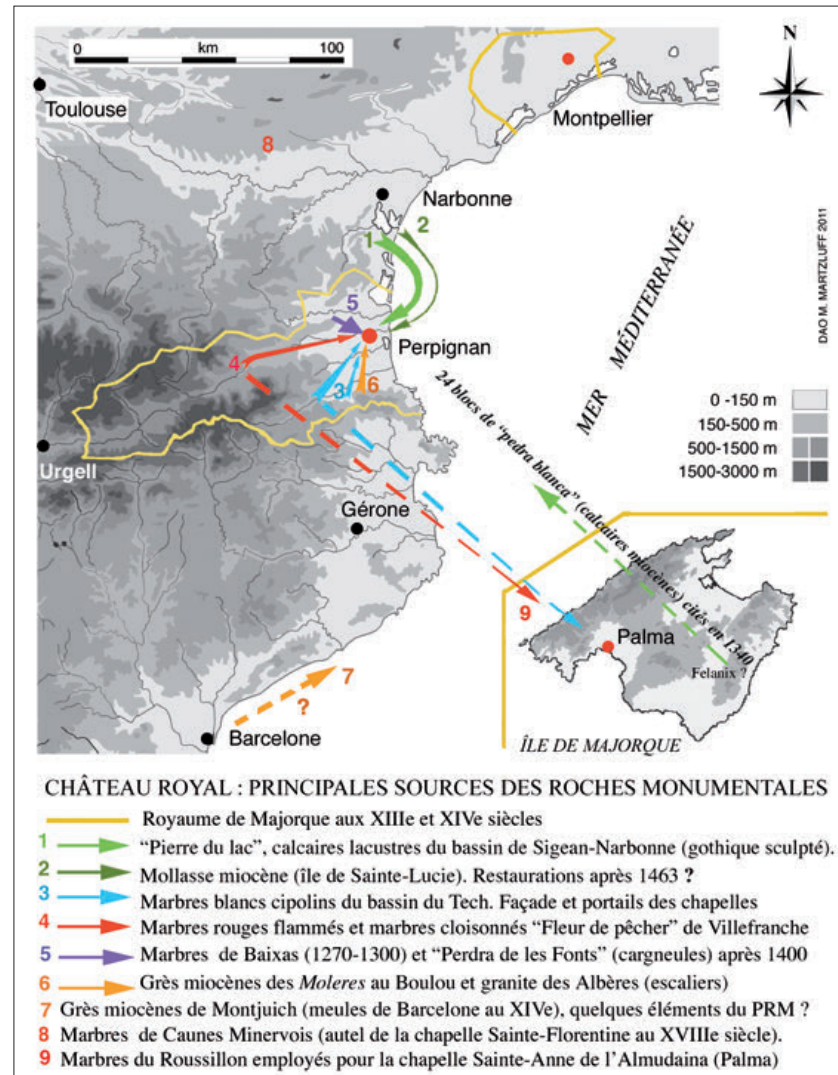 0 100
km
N
Toulouse
Montpellier
8
Narbonne
2
1
MER MÉDITERRANÉE
DAO M. MARTZLUFF 2011
5
Perpignan
4
3
6
24 blocs de "pedra blanca" (calcaires miocènes) cités en 1340
0 -150 m
150-500 m
500-1500 m
1500-3000 m
Urgell
Gérone
9
Palma
Felanix ?
7
?
Barcelone
ÎLE DE MAJORQUE
CHÂTEAU ROYAL : PRINCIPALES SOURCES DES ROCHES MONUMENTALES
Royaume de Majorque aux XIIIe et XIVe siècles
1 "Pierre du lac", calcaires lacustres du bassin de Sigean-Narbonne (gothique sculpté).
2 Mollasse miocène (île de Sainte-Lucie). Restaurations après 1463 ?
3 Marbres blancs cipolins du bassin du Tech. Façade et portails des chapelles
4 Marbres rouges flammés et marbres cloisonnés "Fleur de pêcher" de Villefranche
5 Marbres de Baixas (1270-1300) et "Perdra de les Fonts" (cargneules) après 1400
6 Grès miocènes des Moleres au Boulou et granite des Albères (escaliers)
7 Grès miocènes de Montjuich (meules de Barcelone au XIVe), quelques éléments du PRM ?
8 Marbres de Caunes Minervois (autel de la chapelle Sainte-Florentine au XVIIIe siècle).
9 Marbres du Roussillon employés pour la chapelle Sainte-Anne de l'Almudaina (Palma)